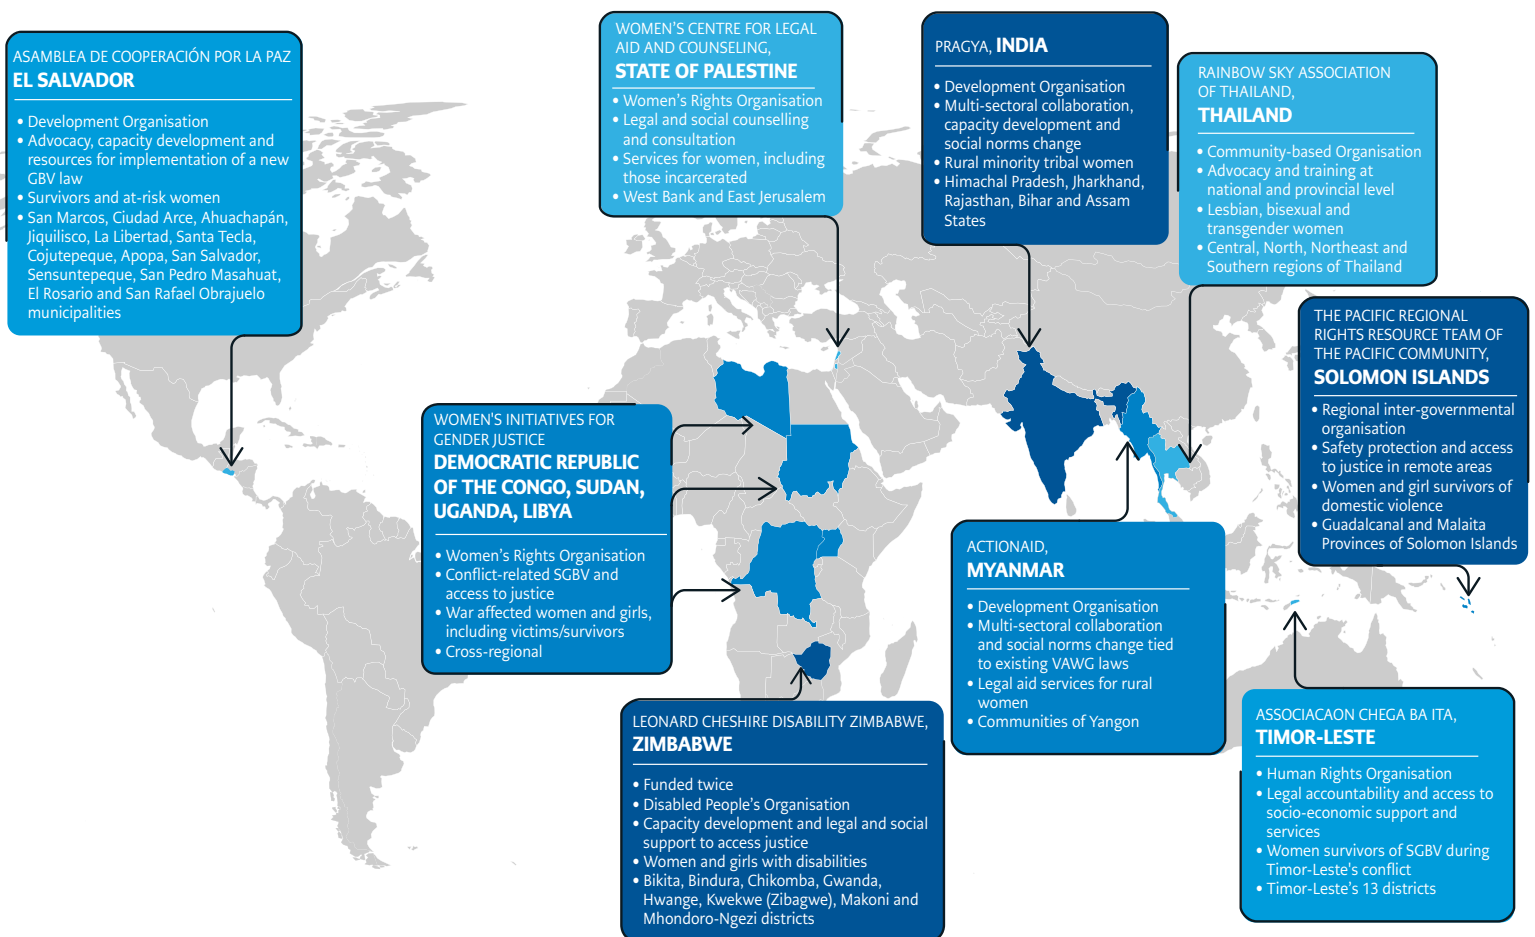 ASAMBLEA DE COOPERACIÓN POR LA PAZ
EL SALVADOR
• Development Organisation
• Advocacy, capacity development and
resources for implementation of a new
GBV law
• Survivors and at-risk women
• San Marcos, Ciudad Arce, Ahuachapán,
Jiquilisco, La Libertad, Santa Tecla,
Cojutepeque, Apopa, San Salvador,
Sensuntepeque, San Pedro Masahuat,
El Rosario and San Rafael Obrajuelo
municipalities
WOMEN'S CENTRE FOR LEGAL
AID AND COUNSELING,
STATE OF PALESTINE
• Women's Rights Organisation
• Legal and social counselling
and consultation
• Services for women, including
those incarcerated
• West Bank and East Jerusalem
PRAGYA, INDIA
• Development Organisation
• Multi-sectoral collaboration,
capacity development and
social norms change
• Rural minority tribal women
• Himachal Pradesh, Jharkhand,
Rajasthan, Bihar and Assam
States
RAINBOW SKY ASSOCIATION
OF THAILAND,
THAILAND
• Community-based Organisation
• Advocacy and training at
national and provincial level
• Lesbian, bisexual and
transgender women
• Central, North, Northeast and
Southern regions of Thailand
THE PACIFIC REGIONAL
RIGHTS RESOURCE TEAM OF
THE PACIFIC COMMUNITY,
SOLOMON ISLANDS
• Regional inter-governmental
organisation
• Safety protection and access
to justice in remote areas
• Women and girl survivors of
domestic violence
• Guadalcanal and Malaita
Provinces of Solomon Islands
WOMEN'S INITIATIVES FOR
GENDER JUSTICE
DEMOCRATIC REPUBLIC
OF THE CONGO, SUDAN,
UGANDA, LIBYA
• Women's Rights Organisation
• Conflict-related SGBV and
access to justice
• War affected women and girls,
including victims/survivors
• Cross-regional
ACTIONAID,
MYANMAR
• Development Organisation
• Multi-sectoral collaboration
and social norms change tied
to existing VAWG laws
• Legal aid services for rural
women
• Communities of Yangon
LEONARD CHESHIRE DISABILITY ZIMBABWE,
ZIMBABWE
• Funded twice
• Disabled People's Organisation
• Capacity development and legal and social
support to access justice
• Women and girls with disabilities
• Bikita, Bindura, Chikomba, Gwanda,
Hwange, Kwekwe (Zibagwe), Makoni and
Mhondoro-Ngezi districts
ASSOCIACAON CHEGA BA ITA,
TIMOR-LESTE
• Human Rights Organisation
• Legal accountability and access to
socio-economic support and
services
• Women survivors of SGBV during
Timor-Leste's conflict
• Timor-Leste's 13 districts